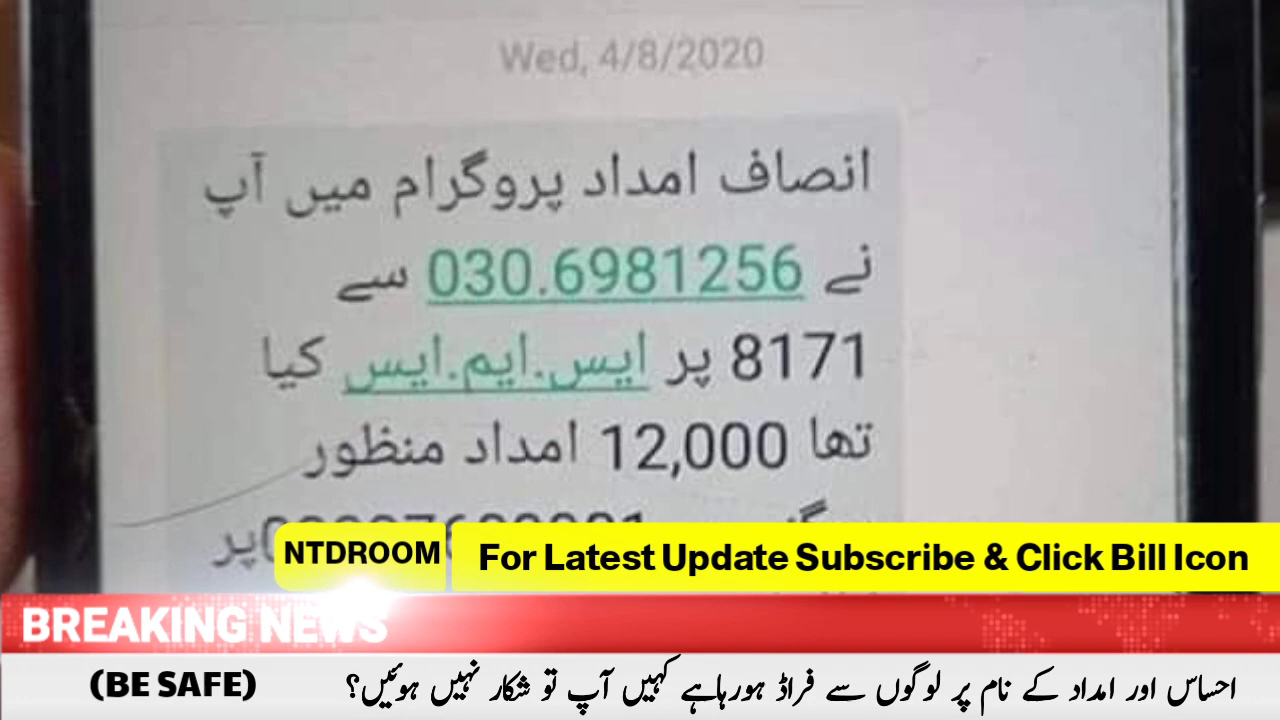 Wed, 4/8/2020
انصاف امداد پروگرام میں آپ
نے 030.6981256 سے
8171 پر ایس.ایم.ایس کیا
تھا 12,000 امداد منظور
پر
NTDROOM
For Latest Update Subscribe & Click Bill Icon
BREAKING NEWS
(BE SAFE)
احساس اور امداد کے نام پر لوگوں سے فراڈ ہورہاہے کہیں آپ تو شکار نہیں ہوئیں؟